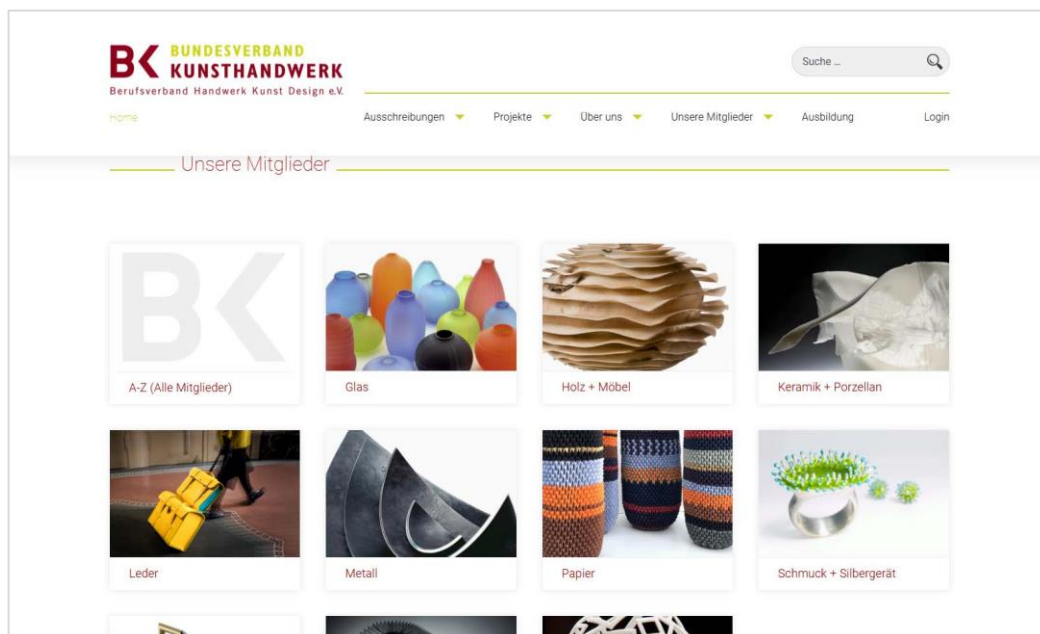 BK BUNDESVERBAND
KUNSTHANDWERK
Berufsverband Handwerk Kunst Design e.V.
Suche ...
Home Ausschreibungen Projekte Über uns Unsere Mitglieder Ausbildung Login
Unsere Mitglieder
BK
A-Z (Alle Mitglieder) Glas Holz + Möbel Keramik + Porzellan
Leder Metall Papier Schmuck + Silbergerät